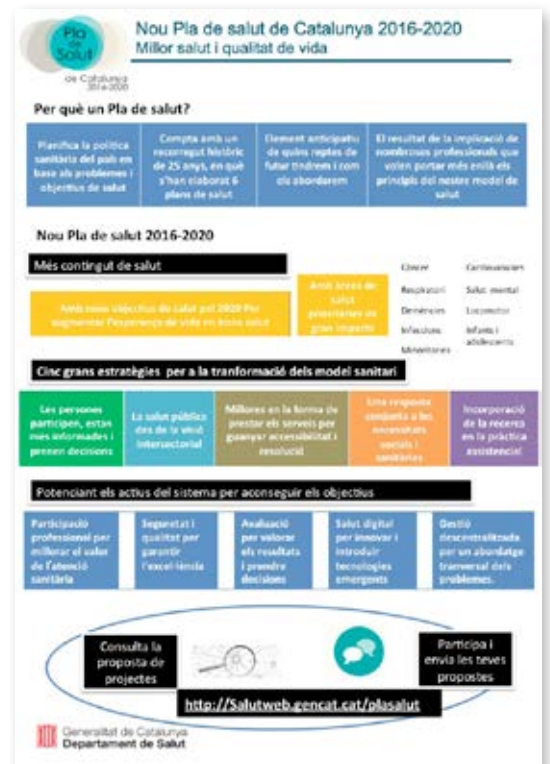 Pla
de
Salut
de Catalunya
2016-2020
Nou Pla de salut de Catalunya 2016-2020
Millor salut i qualitat de vida
Per què un Pla de salut?
Planifica la política
sanitària del país en
base als problemes i
objectius de salut
Compta amb un
recorregut històric
de 25 anys, en què
s'han elaborat 6
plans de salut
Element anticipatiu
de quins reptes de
futur tindrem i com
els abordarem
El resultat de la implicació de
nombrosos professionals que
volen portar més enllà els
principis del nostre model de
salut
Nou Pla de salut 2016-2020
Més contingut de salut
Amb nous objectius de salut pel 2020 Per
augmentar l'esperança de vida en bona salut
Amb àrees de
salut
prioritàries de
gran impacte
Càncer
Respiratori
Demències
Infeccions
Minoritàries
Cardiovasculars
Salut mental
Locomotor
Infants i
adolescents
Cinc grans estratègies per a la tranformació dels model sanitari
Les persones
participen, estan
més informades i
prenen decisions
La salut pública
des de la visió
intersectorial
Millores en la forma de
prestar els serveis per
guanyar accessibilitat i
resolució
Una resposta
conjunta a les
necessitats
socials i
sanitàries
Incorporació
de la recerca
en la pràctica
assistencial
Potenciant els actius del sistema per aconseguir els objectius
Participació
professional per
millorar el valor
de l'atenció
sanitària
Seguretat i
qualitat per
garantir
l'excel·lència
Avaluació
per valorar
els resultats
i prendre
decisions
Salut digital
per innovar i
introduir
tecnologies
emergents
Gestió
descentralitzada
per un abordatge
tranversal dels
problemes.
Consulta la
proposta de
projectes
Participa i
envia les teves
propostes
http://Salutweb.gencat.cat/plasalut
Generalitat de Catalunya
Departament de Salut